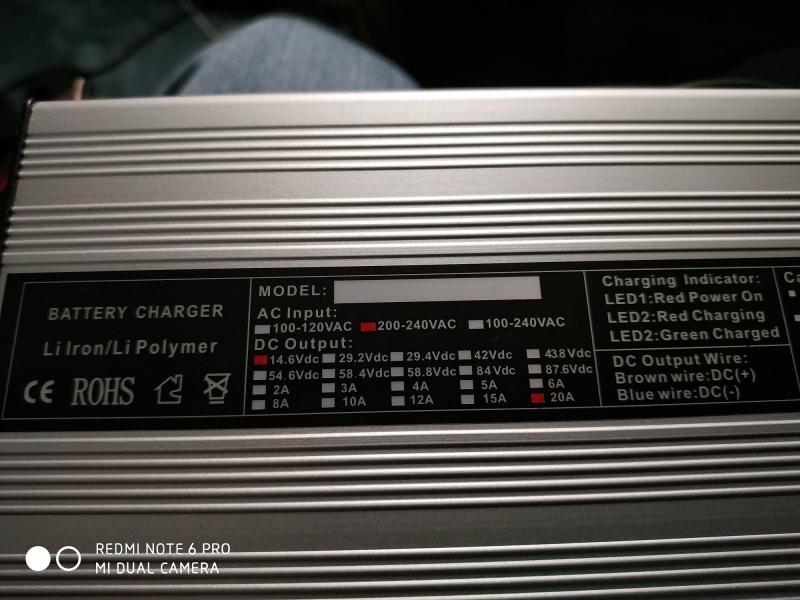 BATTERY CHARGER
Li Iron/Li Polymer
CE ROHS
MODEL:
AC Input:
100-120VAC 200-240VAC 100-240VAC
DC Output:
14.6Vdc 29.2Vdc 29.4Vdc 42Vdc 43.8Vdc
54.6Vdc 58.4Vdc 58.8Vdc 84Vdc 87.6Vdc
2A 3A 4A 5A 6A
8A 10A 12A 15A 20A
Charging Indicator:
LED1:Red Power On
LED2:Red Charging
LED2:Green Charged
DC Output Wire:
Brown wire:DC(+)
Blue wire:DC(-)
REDMI NOTE 6 PRO
MI DUAL CAMERA